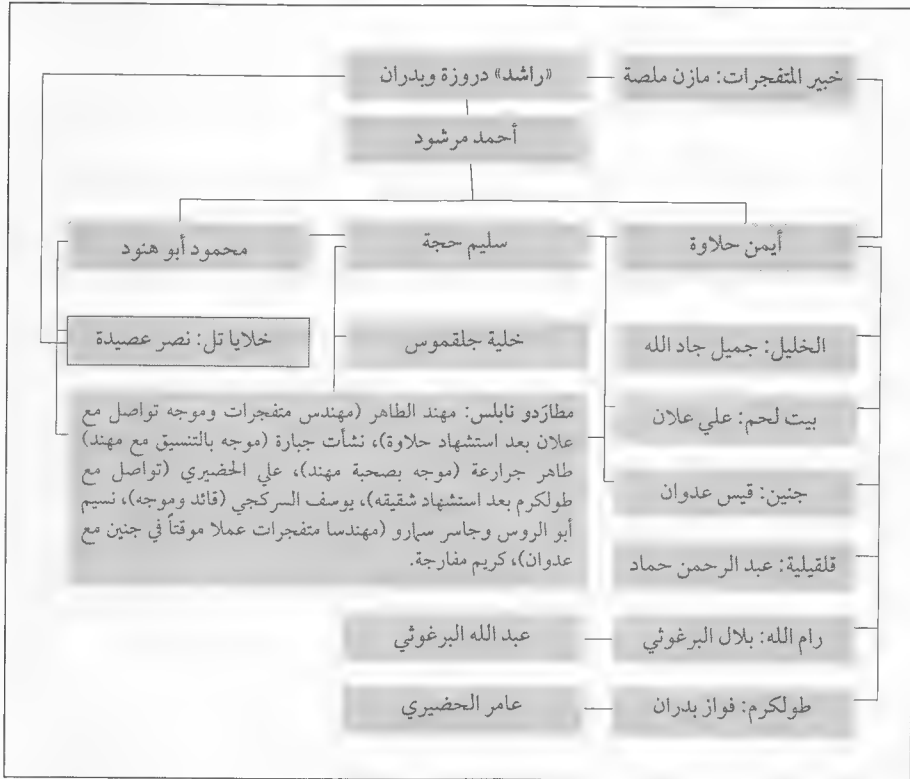 خبير المتفجرات: مازن ملصة
«راشد» دروزة وبدران
أحمد مرشود
أيمن حلاوة
سليم حجة
محمود أبو هنود
الخليل: جميل جاد الله
خلية جلقموس
خلايا تل: نصر عصيدة
بيت لحم: علي علان
جنين: قيس عدوان
قلقيلية: عبد الرحمن حماد
مطارَدو نابلس: مهند الطاهر (مهندس متفجرات وموجه تواصل مع
علان بعد استشهاد حلاوة)، نشأت جبارة (موجه بالتنسيق مع مهند)
طاهر جرارعة (موجه بصحبة مهند)، علي الحضيري (تواصل مع
طولكرم بعد استشهاد شقيقه)، يوسف السركجي (قائد وموجه)، نسيم
أبو الروس وجاسر سمارو (مهندسا متفجرات عملا موقتاً في جنين مع
عدوان)، كريم مفارجة.
رام الله: بلال البرغوثي
عبد الله البرغوثي
طولكرم: فواز بدران
عامر الحضيري